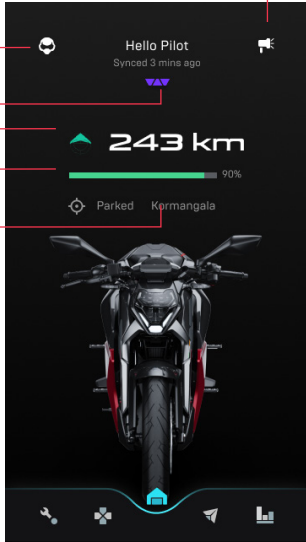 Hello Pilot
Synced 3 mins ago
243 km
90%
Parked Kormangala